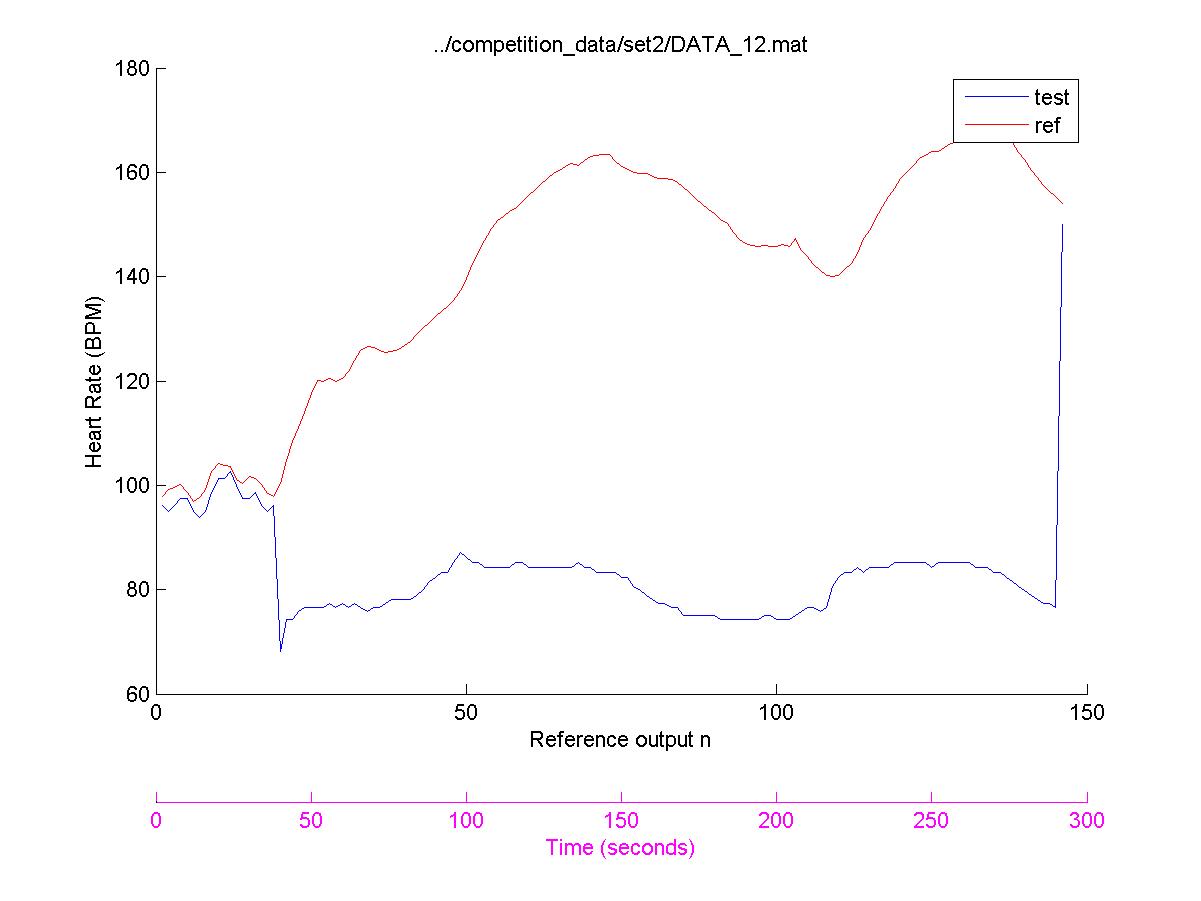 ../competition_data/set2/DATA_12.mat
180
160
140
120
100
80
60
Heart Rate (BPM)
test
ref
0 50 100 150
Reference output n
0 50 100 150 200 250 300
Time (seconds)